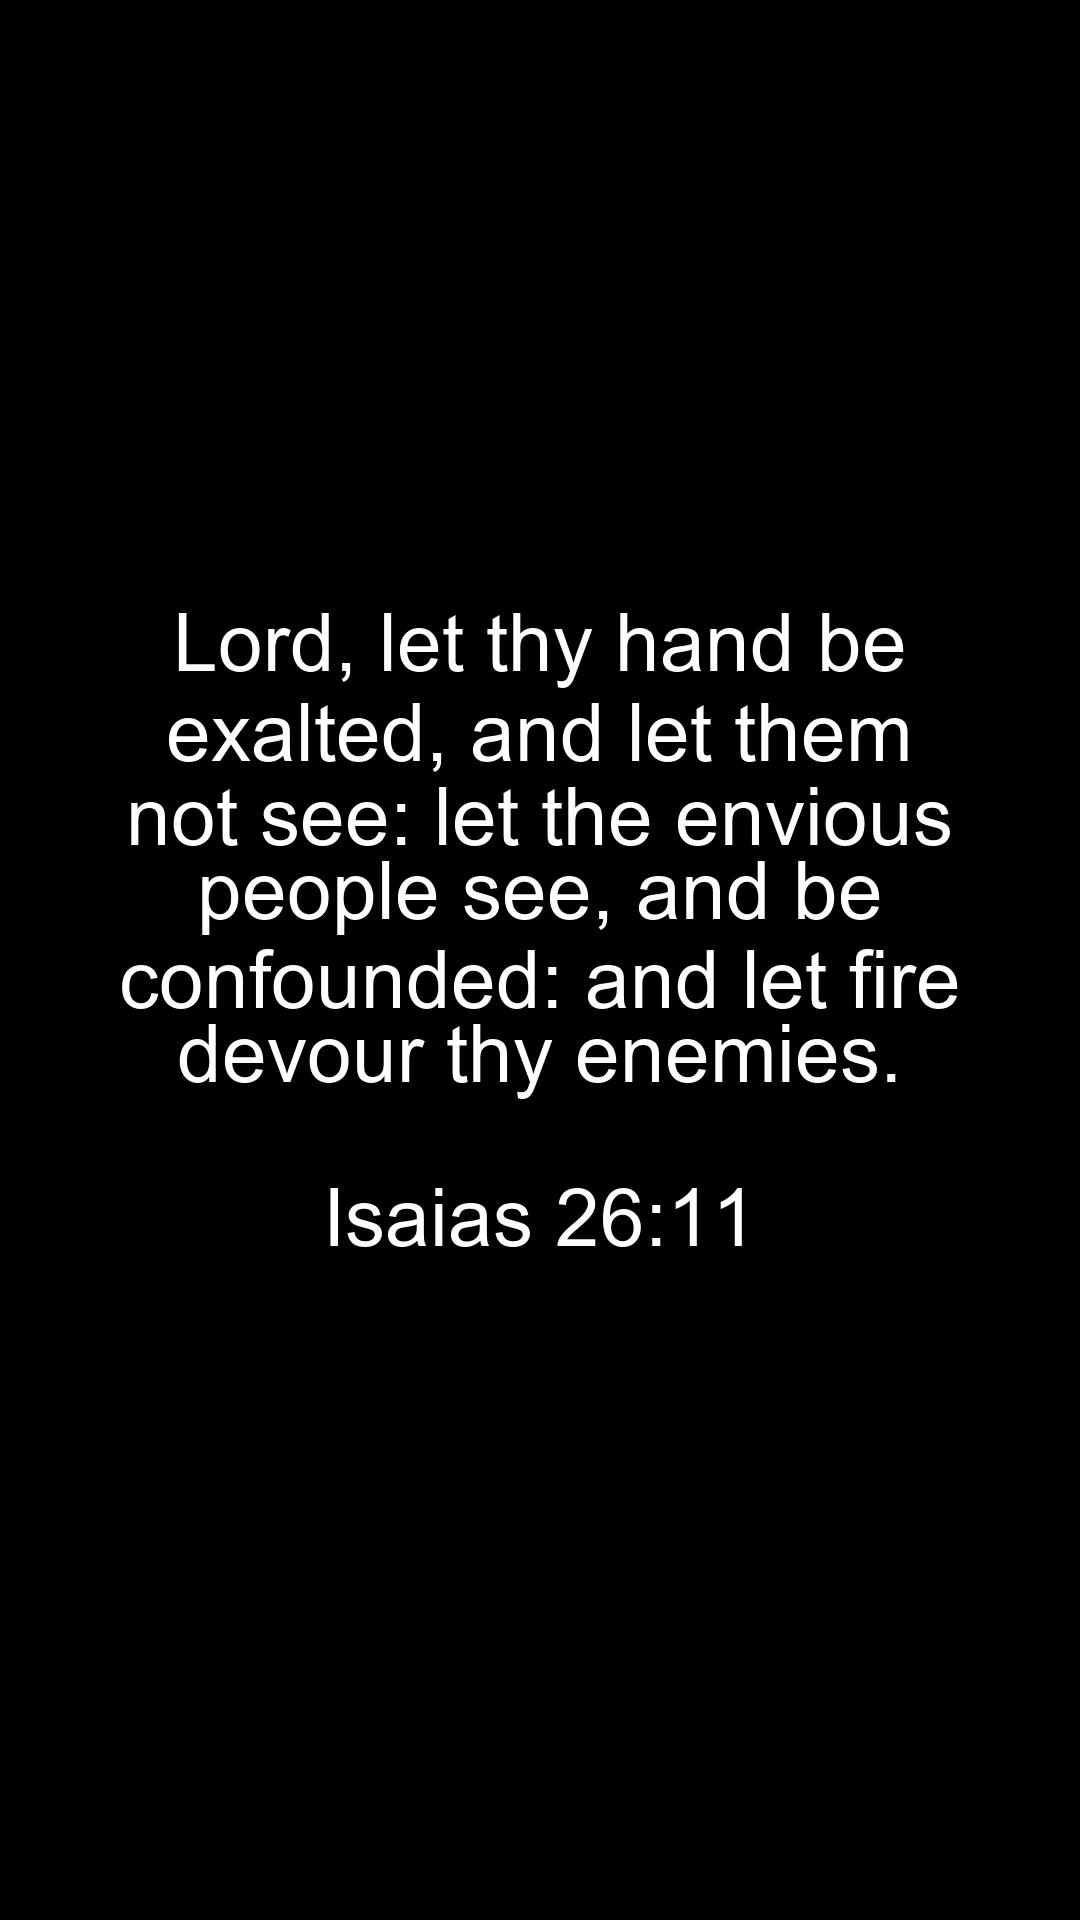 Lord, let thy hand be
exalted, and let them
not see: let the envious
people see, and be
confounded: and let fire
devour thy enemies.
Isaias 26:11